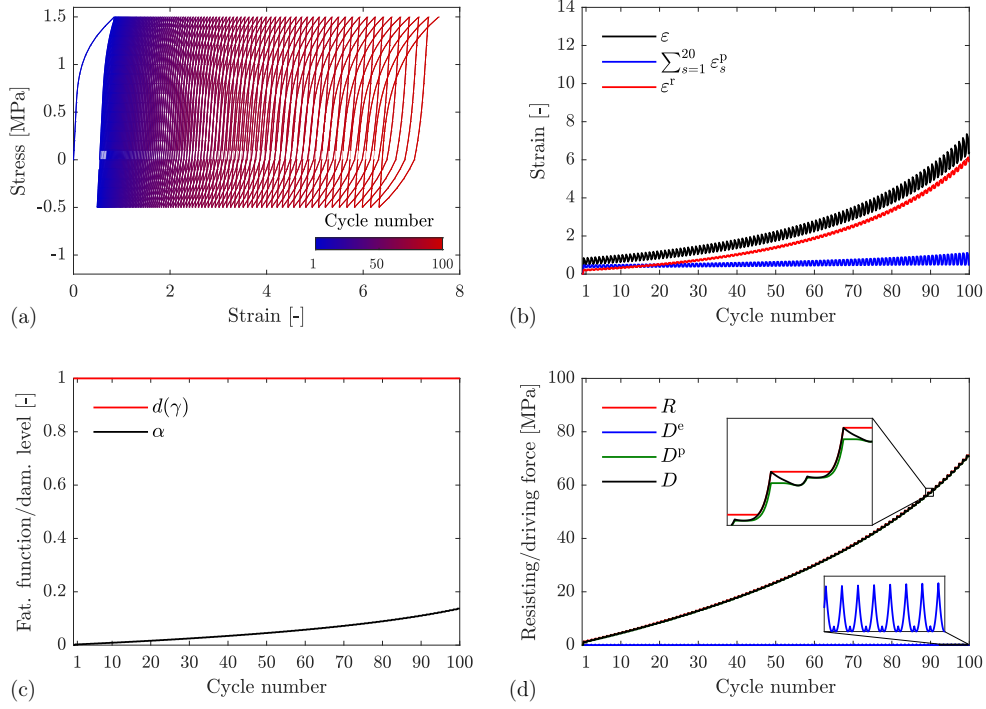 1.5
1
0.5
0
-0.5
-1
Stress [MPa]
Cycle number
1 50 100
0 2 4 6 8
Strain [-]
(a)
14
12
10
8
6
4
2
0
Strain [-]
ε
∑²⁰ₛ₌₁ εₛᵖ
εʳ
1 10 20 30 40 50 60 70 80 90 100
Cycle number
(b)
1
0.8
0.6
0.4
0.2
0
Fat. function/dam. level [-]
d(γ)
α
1 10 20 30 40 50 60 70 80 90 100
Cycle number
(c)
100
80
60
40
20
0
Resisting/driving force [MPa]
R
Dᵉ
Dᵖ
D
1 10 20 30 40 50 60 70 80 90 100
Cycle number
(d)